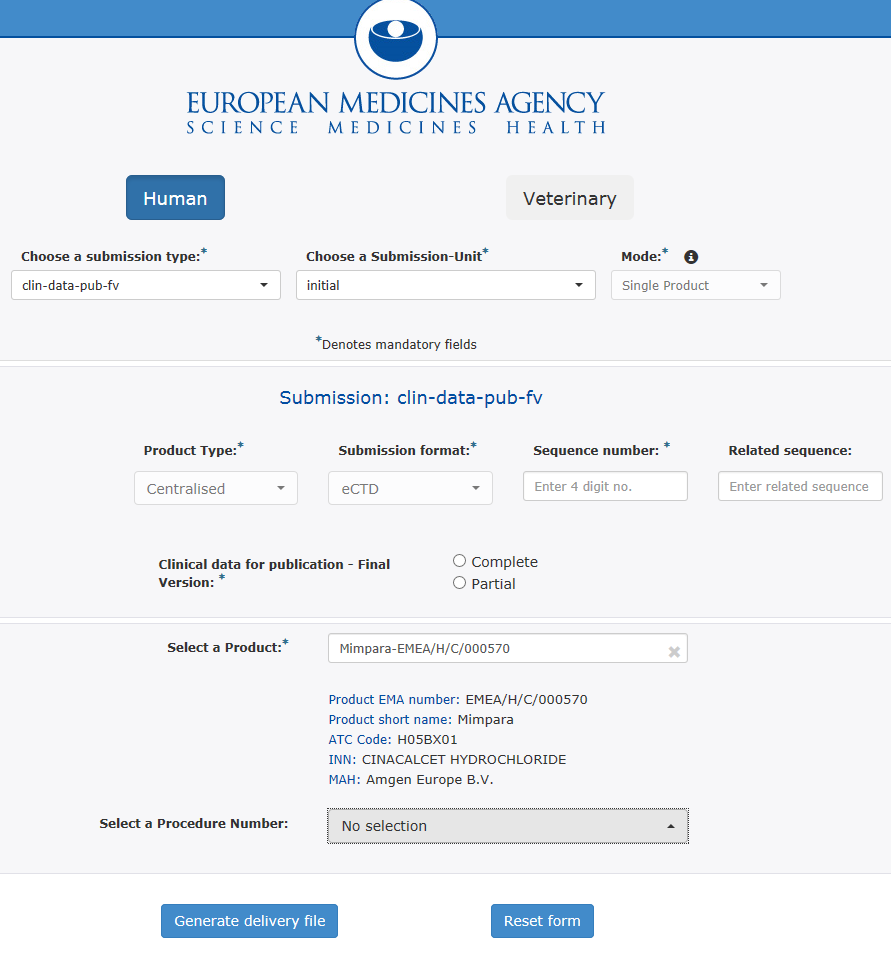 EUROPEAN MEDICINES AGENCY
SCIENCE MEDICINES HEALTH
Human Veterinary
Choose a submission type:* Choose a Submission-Unit* Mode:*
clin-data-pub-fv initial Single Product
*Denotes mandatory fields
Submission: clin-data-pub-fv
Product Type:* Submission format:* Sequence number: * Related sequence:
Centralised eCTD Enter 4 digit no. Enter related sequence
Clinical data for publication - Final
Version: *
Complete
Partial
Select a Product:* Mimpara-EMEA/H/C/000570
Product EMA number: EMEA/H/C/000570
Product short name: Mimpara
ATC Code: H05BX01
INN: CINACALCET HYDROCHLORIDE
MAH: Amgen Europe B.V.
Select a Procedure Number: No selection
Generate delivery file Reset form